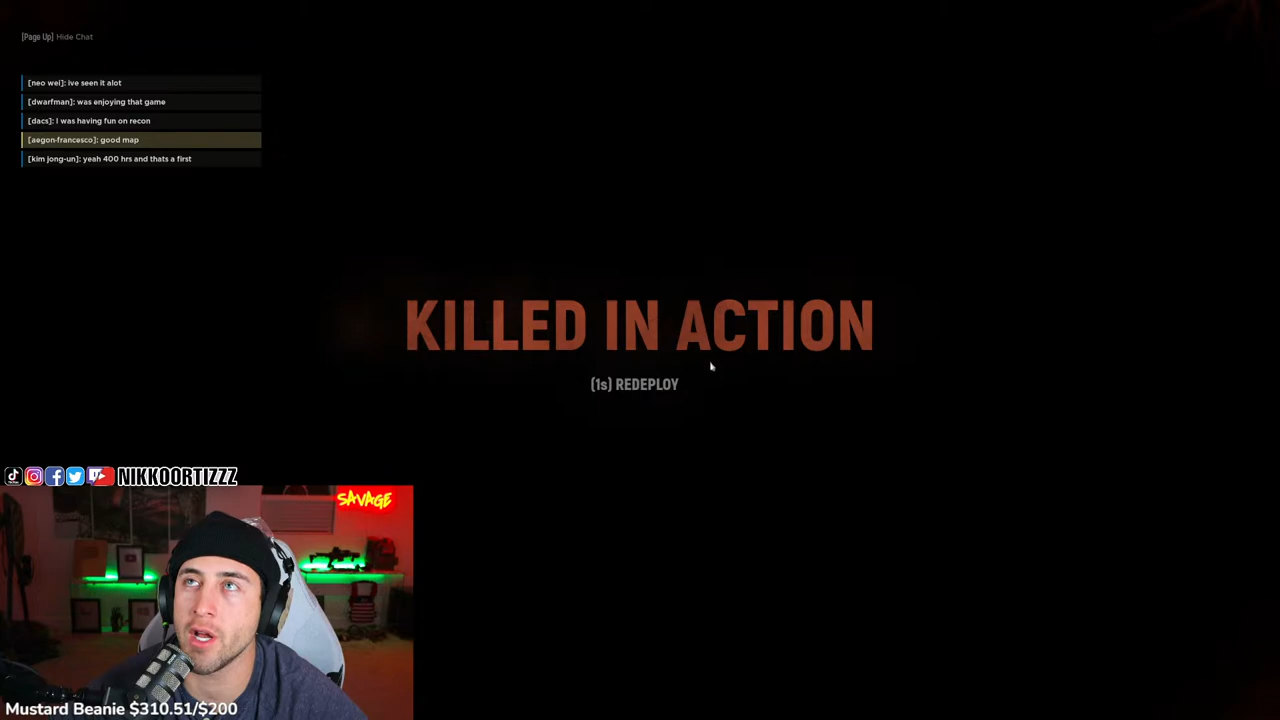 [Page Up] Hide Chat
[neo wei]: ive seen it alot
[dwarfman]: was enjoying that game
[dacs]: I was having fun on recon
[aegon-francesco]: good map
[kim jong-un]: yeah 400 hrs and thats a first
KILLED IN ACTION
(1s) REDEPLOY
NIKKOORTIZZZ
SAVAGE
Mustard Beanie $310.51/$200